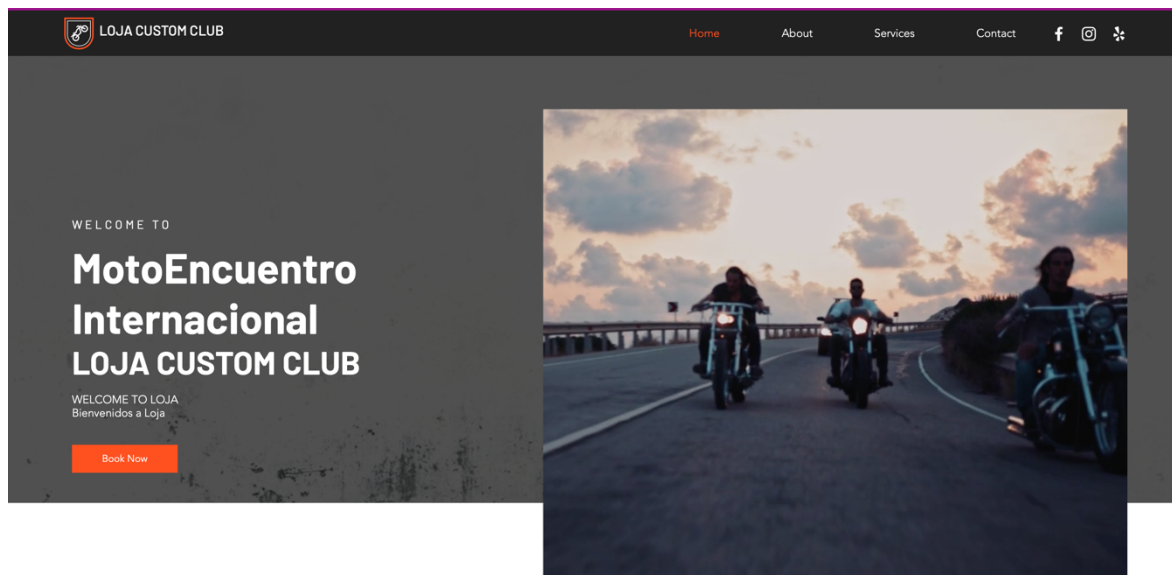 LOJA CUSTOM CLUB
Home About Services Contact
WELCOME TO
MotoEncuentro
Internacional
LOJA CUSTOM CLUB
WELCOME TO LOJA
Bienvenidos a Loja
Book Now